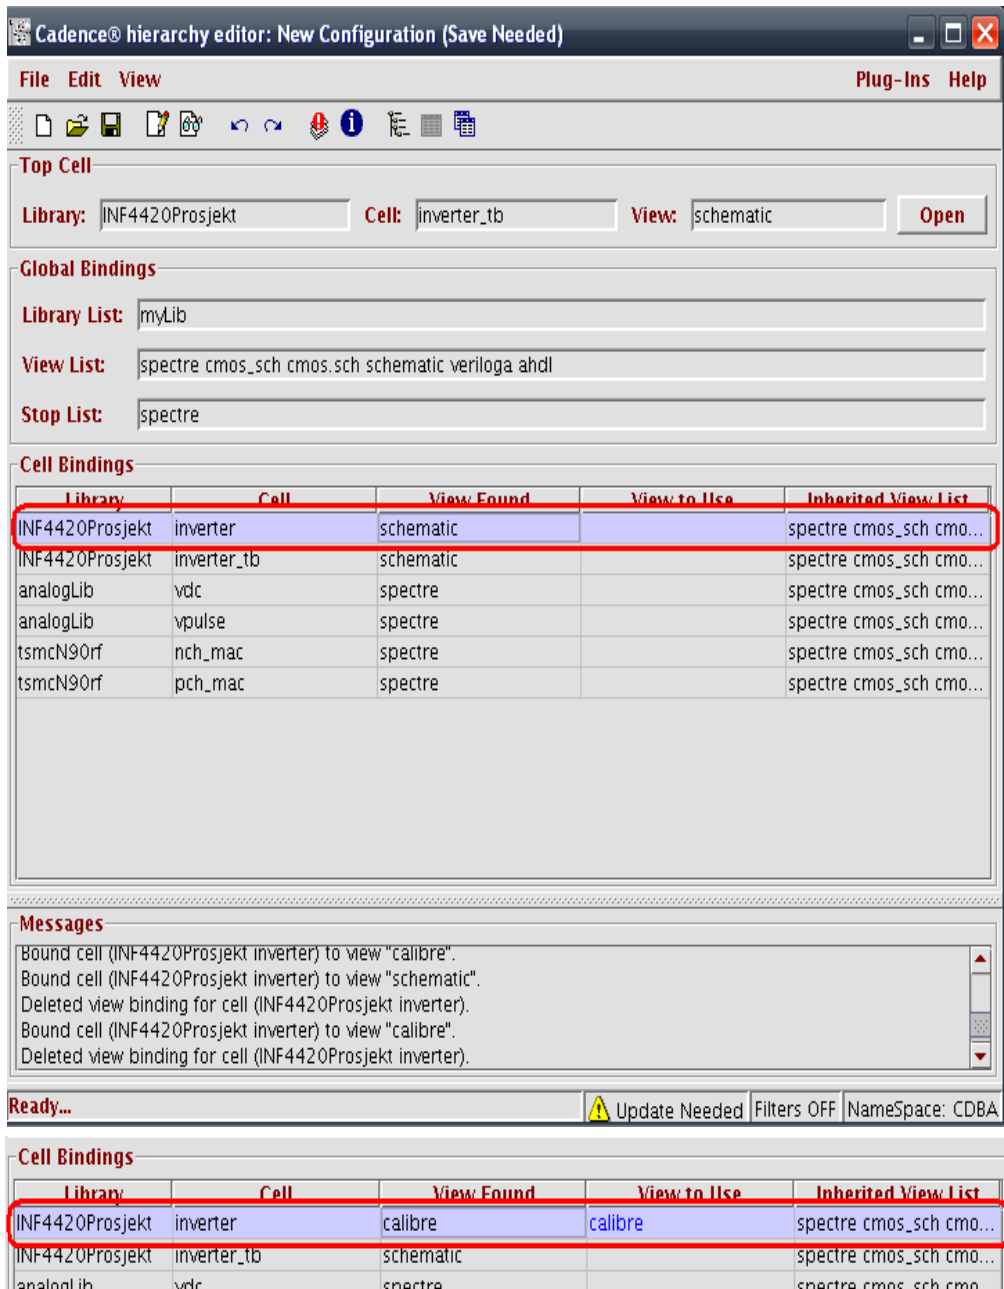 Cadence® hierarchy editor: New Configuration (Save Needed)
File Edit View Plug-Ins Help
Top Cell
Library: INF4420Prosjekt Cell: inverter_tb View: schematic Open
Global Bindings
Library List: myLib
View List: spectre cmos_sch cmos.sch schematic veriloga ahdl
Stop List: spectre
Cell Bindings
Library Cell View Found View to Use Inherited View List
INF4420Prosjekt inverter schematic spectre cmos_sch cmo...
INF4420Prosjekt inverter_tb schematic spectre cmos_sch cmo...
analogLib vdc spectre spectre cmos_sch cmo...
analogLib vpulse spectre spectre cmos_sch cmo...
tsmcN90rf nch_mac spectre spectre cmos_sch cmo...
tsmcN90rf pch_mac spectre spectre cmos_sch cmo...
Messages
Bound cell (INF4420Prosjekt inverter) to view "calibre".
Bound cell (INF4420Prosjekt inverter) to view "schematic".
Deleted view binding for cell (INF4420Prosjekt inverter).
Bound cell (INF4420Prosjekt inverter) to view "calibre".
Deleted view binding for cell (INF4420Prosjekt inverter).
Ready... Update Needed Filters OFF NameSpace: CDBA
Cell Bindings
Library Cell View Found View to Use Inherited View List
INF4420Prosjekt inverter calibre calibre spectre cmos_sch cmo...
INF4420Prosjekt inverter_tb schematic spectre cmos_sch cmo...
analogLib vdc spectre spectre cmos_sch cmo...